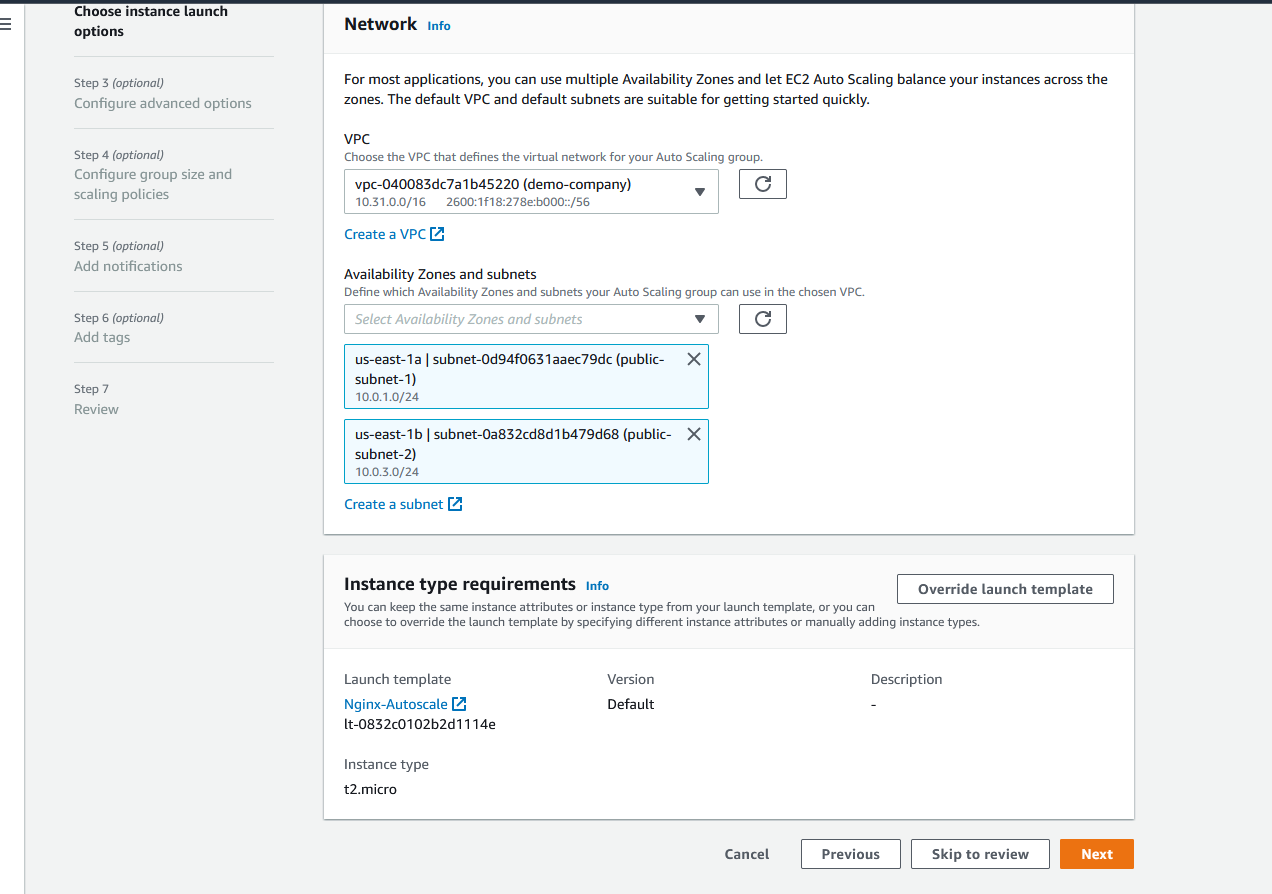 Choose instance launch
options
Step 3 (optional)
Configure advanced options
Step 4 (optional)
Configure group size and
scaling policies
Step 5 (optional)
Add notifications
Step 6 (optional)
Add tags
Step 7
Review
Network Info
For most applications, you can use multiple Availability Zones and let EC2 Auto Scaling balance your instances across the
zones. The default VPC and default subnets are suitable for getting started quickly.
VPC
Choose the VPC that defines the virtual network for your Auto Scaling group.
vpc-040083dc7a1b45220 (demo-company)
10.31.0.0/16 2600:1f18:278e:b000::/56
Create a VPC
Availability Zones and subnets
Define which Availability Zones and subnets your Auto Scaling group can use in the chosen VPC.
Select Availability Zones and subnets
us-east-1a | subnet-0d94f0631aaec79dc (public-
subnet-1)
10.0.1.0/24
us-east-1b | subnet-0a832cd8d1b479d68 (public-
subnet-2)
10.0.3.0/24
Create a subnet
Instance type requirements Info
Override launch template
You can keep the same instance attributes or instance type from your launch template, or you can
choose to override the launch template by specifying different instance attributes or manually adding instance types.
Launch template
Nginx-Autoscale
lt-0832c0102b2d1114e
Version
Default
Description
-
Instance type
t2.micro
Cancel
Previous
Skip to review
Next